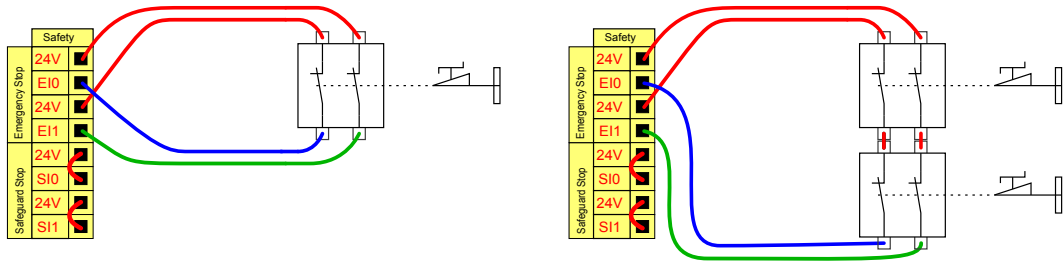 Safety
Emergency Stop
24V
EI0
24V
EI1
Safeguard Stop
24V
SI0
24V
SI1
Safety
Emergency Stop
24V
EI0
24V
EI1
Safeguard Stop
24V
SI0
24V
SI1